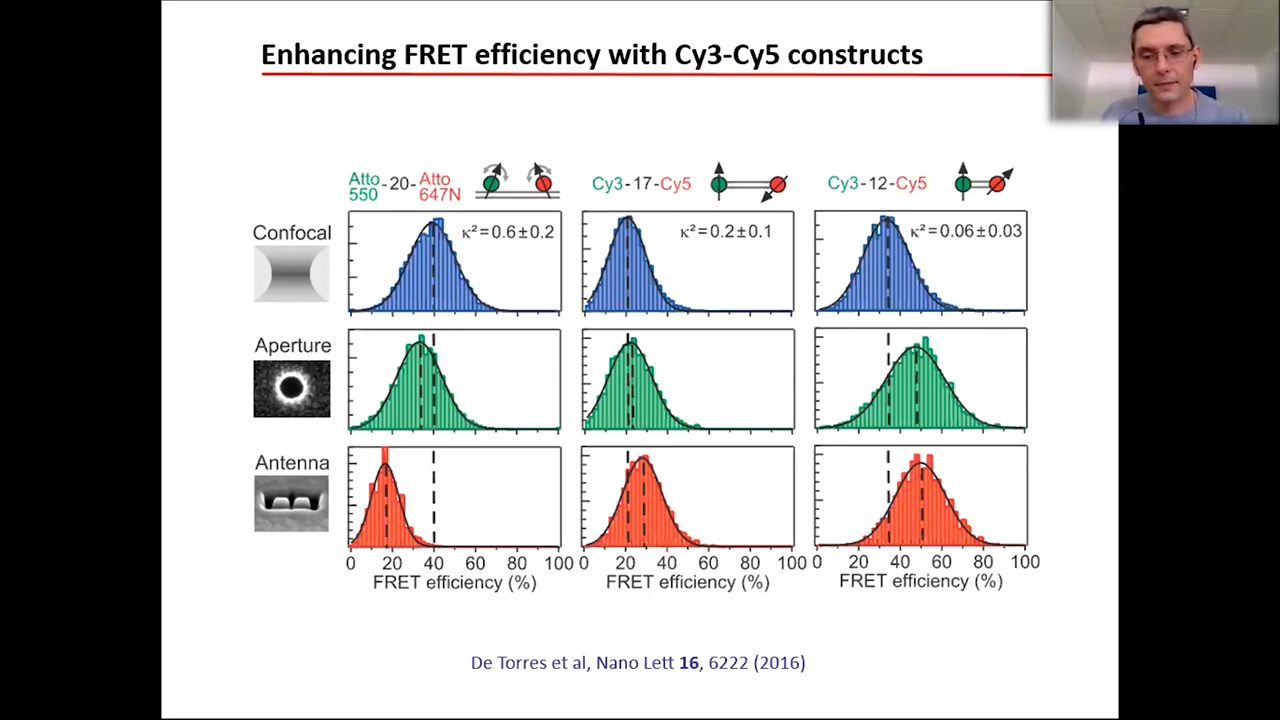 Enhancing FRET efficiency with Cy3-Cy5 constructs
Atto 550 -20- Atto 647N
Cy3-17-Cy5
Cy3-12-Cy5
Confocal
κ²=0.6±0.2
κ²=0.2±0.1
κ²=0.06±0.03
Aperture
Antenna
0 20 40 60 80 100
0 20 40 60 80 100
0 20 40 60 80 100
FRET efficiency (%)
FRET efficiency (%)
FRET efficiency (%)
De Torres et al, Nano Lett 16, 6222 (2016)